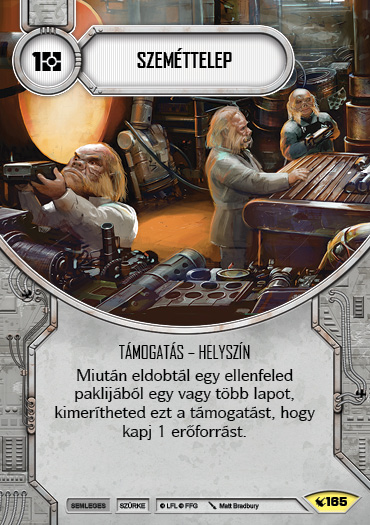 1
SZEMÉTTELEP
TÁMOGATÁS – HELYSZÍN
Miután eldobtál egy ellenfeled
paklijából egy vagy több lapot,
kimerítheted ezt a támogatást, hogy
kapj 1 erőforrást.
SEMLEGES SZÜRKE © LFL © FFG Matt Bradbury 165